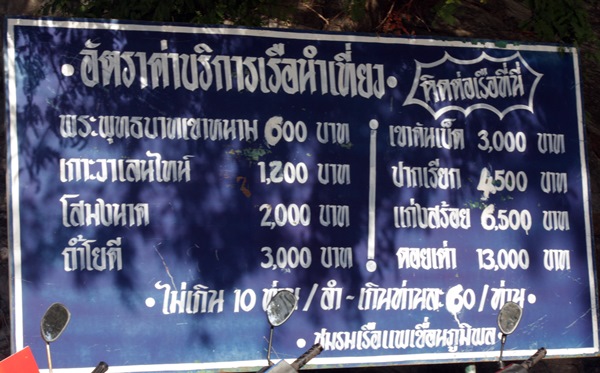 • อัตราค่าบริการเรือนำเที่ยว •
ติดต่อเรือที่นี่
พระพุทธบาทเขาหนาม 600 บาท
เกาะวาเลนไทน์ 1,200 บาท
โสมงนาค 2,000 บาท
ถ้ำโยคี 3,000 บาท
เขาคันเบ็ด 3,000 บาท
ปากเรียก 4,500 บาท
แก่งสร้อย 6,500 บาท
ดอยเต่า 13,000 บาท
• ไม่เกิน 10 ท่าน / ลำ - เกินท่านละ 60 / ท่าน •
• ชมรมเรือแพเขื่อนภูมิพล •